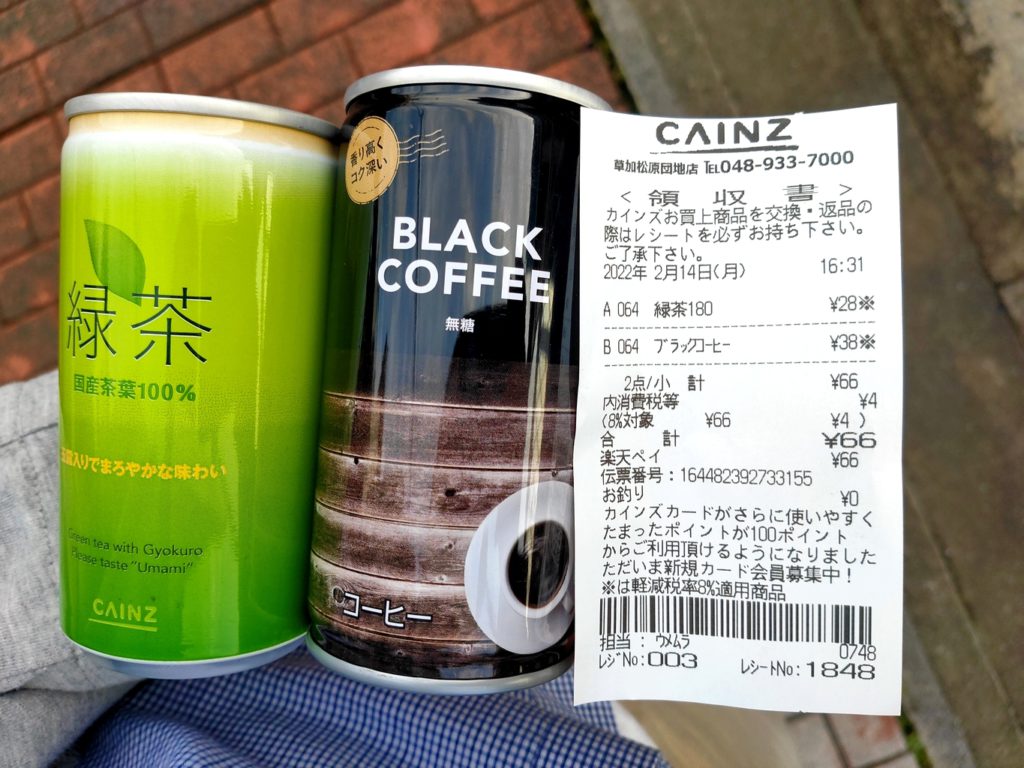 緑茶
国産茶葉100%
入りでまろやかな味わい
Green tea with Gyokuro
Please taste "Umami"
CAINZ
香り高く
コク深い
BLACK
COFFEE
無糖
コーヒー
CAINZ
草加松原団地店 TEL048-933-7000
<領収書>
カインズお買上商品を交換・返品の
際はレシートを必ずお持ち下さい。
ご了承下さい。
2022年 2月14日(月) 16:31
A 064 緑茶180 ¥28※
B 064 ブラックコーヒー ¥38※
2点/小 計 ¥66
内消費税等 ¥4
(8%対象 ¥66 ¥4 )
合 計 ¥66
楽天ペイ ¥66
伝票番号:164482392733155
お釣り ¥0
カインズカードがさらに使いやすく
たまったポイントが100ポイント
からご利用頂けるようになりました
ただいま新規カード会員募集中!
※は軽減税率8%適用商品
担当 : ウメムラ 0748
レジNo:003 レシートNo:1848